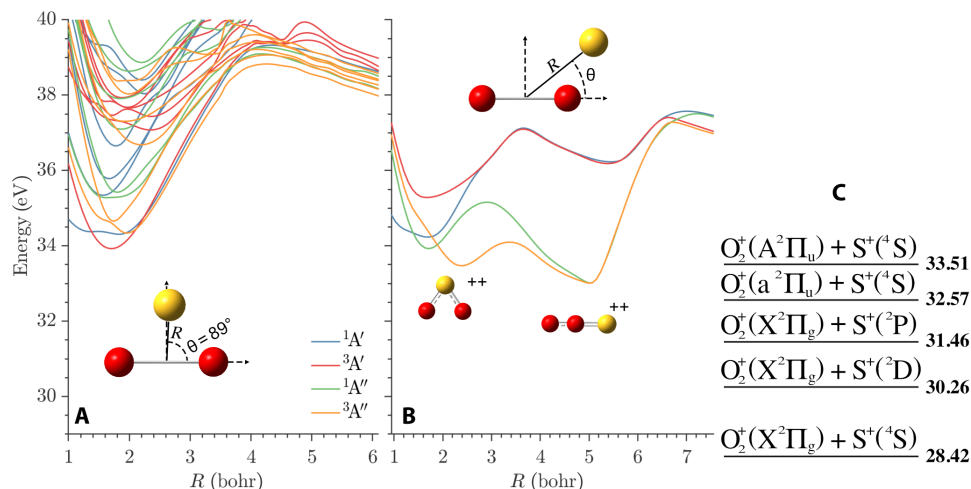 40
38
36
34
32
30
Energy (eV)
R
θ=89°
¹A′
³A′
¹A″
³A″
A
1 2 3 4 5 6
R (bohr)
R
θ
++
++
B
1 2 3 4 5 6 7
R (bohr)
C
O₂⁺(A²Πᵤ) + S⁺(⁴S) 33.51
O₂⁺(a²Πᵤ) + S⁺(⁴S) 32.57
O₂⁺(X²Π_g) + S⁺(²P) 31.46
O₂⁺(X²Π_g) + S⁺(²D) 30.26
O₂⁺(X²Π_g) + S⁺(⁴S) 28.42